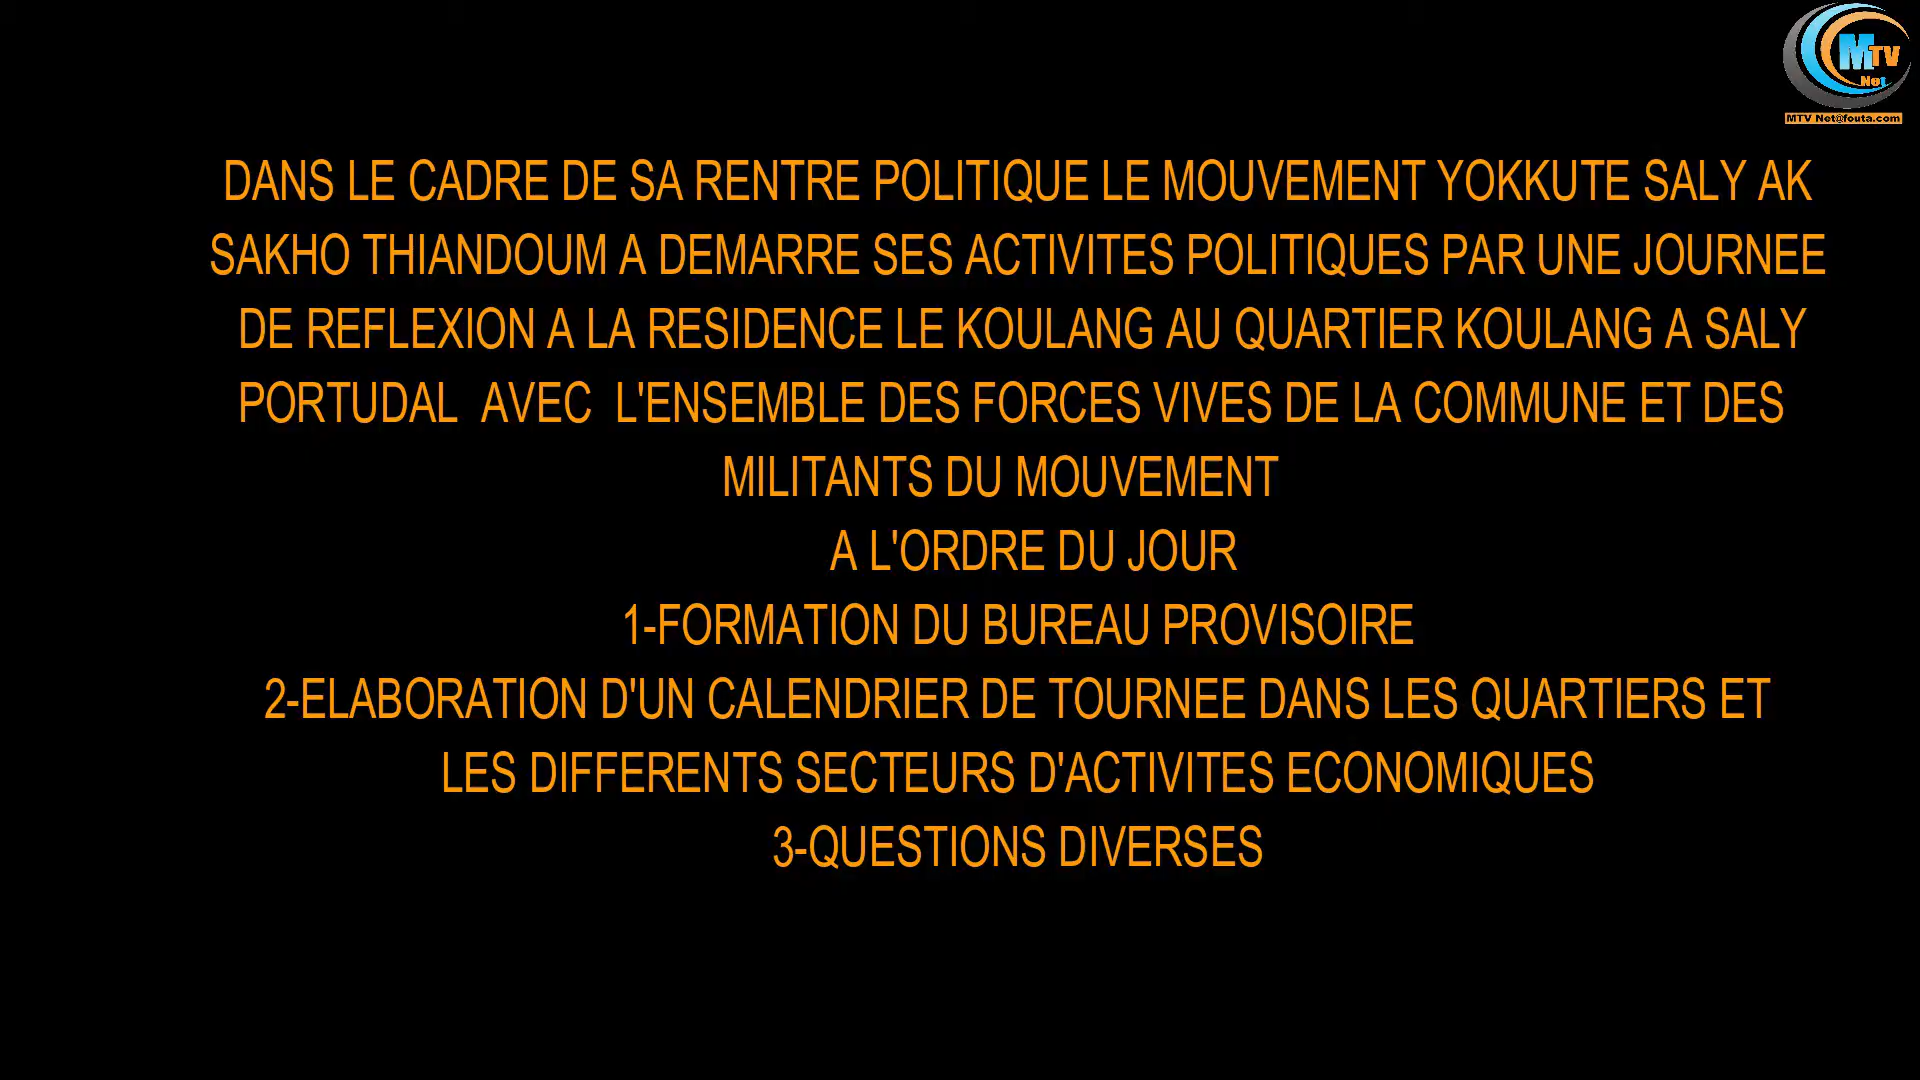 MTV
Net
MTV Net@fouta.com
DANS LE CADRE DE SA RENTRE POLITIQUE LE MOUVEMENT YOKKUTE SALY AK
SAKHO THIANDOUM A DEMARRE SES ACTIVITES POLITIQUES PAR UNE JOURNEE
DE REFLEXION A LA RESIDENCE LE KOULANG AU QUARTIER KOULANG A SALY
PORTUDAL AVEC L'ENSEMBLE DES FORCES VIVES DE LA COMMUNE ET DES
MILITANTS DU MOUVEMENT
A L'ORDRE DU JOUR
1-FORMATION DU BUREAU PROVISOIRE
2-ELABORATION D'UN CALENDRIER DE TOURNEE DANS LES QUARTIERS ET
LES DIFFERENTS SECTEURS D'ACTIVITES ECONOMIQUES
3-QUESTIONS DIVERSES